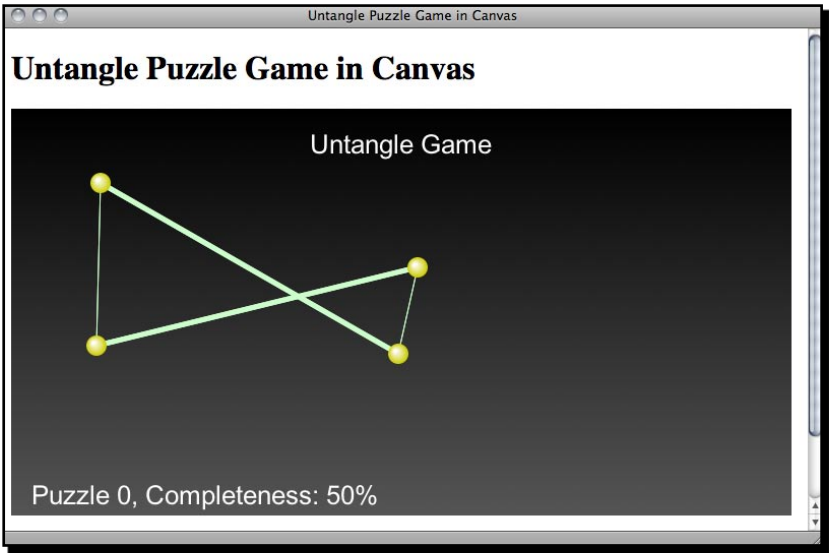 Untangle Puzzle Game in Canvas
Untangle Puzzle Game in Canvas
Untangle Game
Puzzle 0, Completeness: 50%